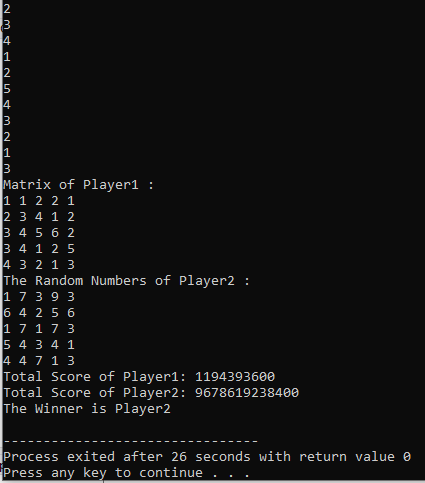 2
3
4
1
2
5
4
3
2
1
3
Matrix of Player1 :
1 1 2 2 1
2 3 4 1 2
3 4 5 6 2
3 4 1 2 5
4 3 2 1 3
The Random Numbers of Player2 :
1 7 3 9 3
6 4 2 5 6
1 7 1 7 3
5 4 3 4 1
4 4 7 1 3
Total Score of Player1: 1194393600
Total Score of Player2: 9678619238400
The Winner is Player2
--------------------------------
Process exited after 26 seconds with return value 0
Press any key to continue . . .